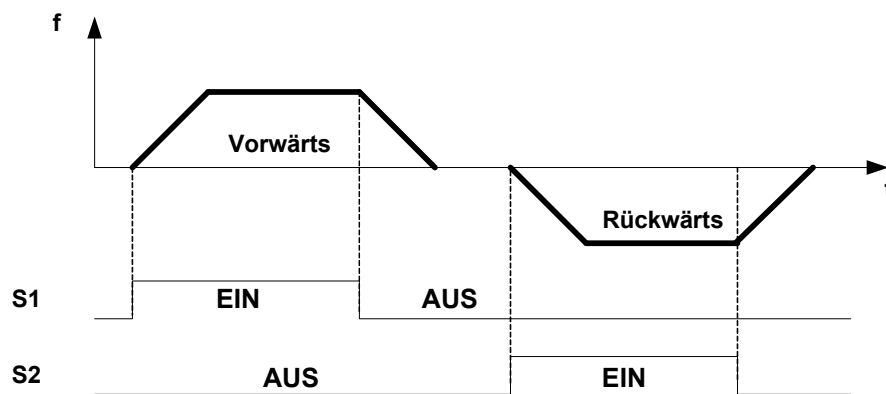 f
Vorwärts
Rückwärts
S1 EIN AUS
S2 AUS EIN